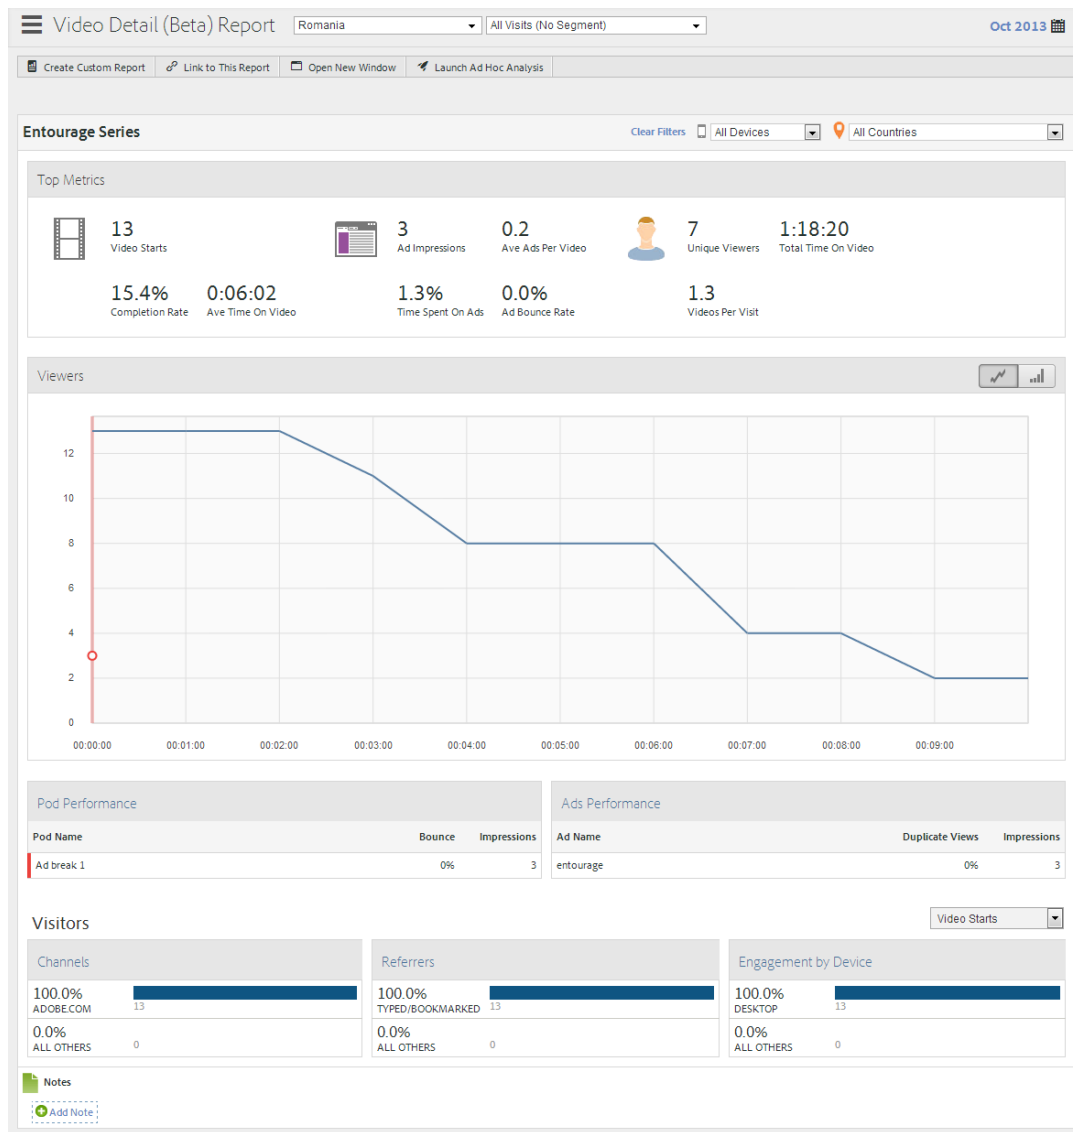 Video Detail (Beta) Report Romania All Visits (No Segment) Oct 2013
Create Custom Report Link to This Report Open New Window Launch Ad Hoc Analysis
Entourage Series Clear Filters All Devices All Countries
Top Metrics
13 3 0.2 7 1:18:20
Video Starts Ad Impressions Ave Ads Per Video Unique Viewers Total Time On Video
15.4% 0:06:02 1.3% 0.0% 1.3
Completion Rate Ave Time On Video Time Spent On Ads Ad Bounce Rate Videos Per Visit
Viewers
12
10
8
6
4
2
0
00:00:00 00:01:00 00:02:00 00:03:00 00:04:00 00:05:00 00:06:00 00:07:00 00:08:00 00:09:00
Pod Performance Ads Performance
Pod Name Bounce Impressions Ad Name Duplicate Views Impressions
Ad break 1 0% 3 entourage 0% 3
Visitors Video Starts
Channels Referrers Engagement by Device
100.0% 100.0% 100.0%
ADOBE.COM 13 TYPED/BOOKMARKED 13 DESKTOP 13
0.0% 0.0% 0.0%
ALL OTHERS 0 ALL OTHERS 0 ALL OTHERS 0
Notes
Add Note